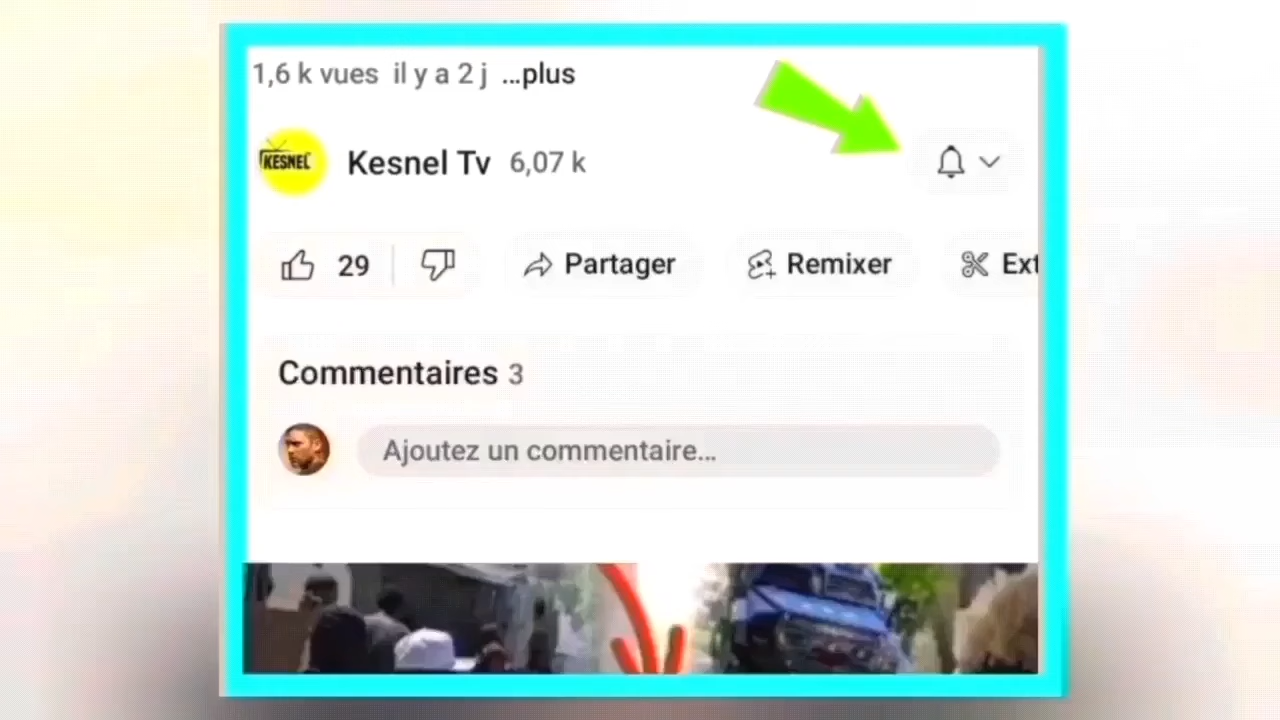 1,6 k vues il y a 2 j ...plus
KESNEL
Kesnel Tv 6,07 k
29 Partager Remixer Ext
Commentaires 3
Ajoutez un commentaire...